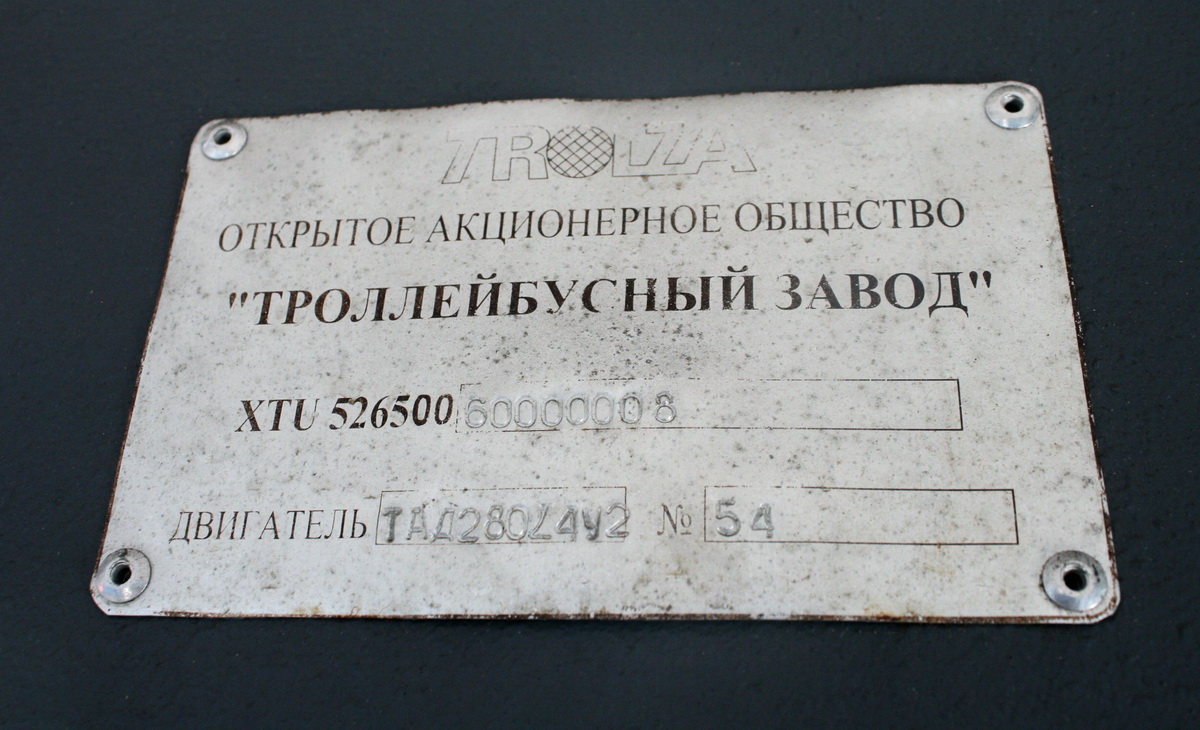 TROLZA
ОТКРЫТОЕ АКЦИОНЕРНОЕ ОБЩЕСТВО
"ТРОЛЛЕЙБУСНЫЙ ЗАВОД"
XTU 526500 60000008
ДВИГАТЕЛЬ ТАД280L4У2 № 54